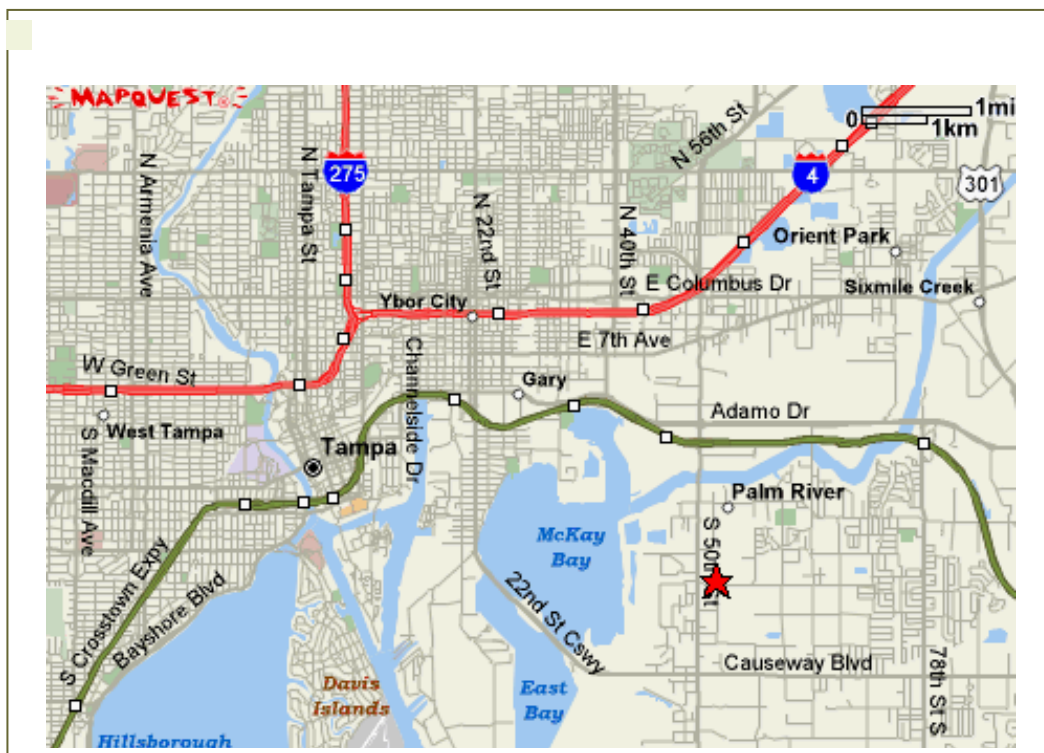 MAPQUEST®
0 1mi
1km
N 56th St
275
4
301
N Armenia Ave
N Tampa St
N 22nd St
N 40th St
Orient Park
E Columbus Dr
Sixmile Creek
Ybor City
E 7th Ave
W Green St
Channelside Dr
Gary
Adamo Dr
West Tampa
S Macdill Ave
Tampa
Palm River
McKay
Bay
S 50th St
22nd St Cswy
S Crosstown Expy
Bayshore Blvd
Causeway Blvd
78th St S
Davis
Islands
East
Bay
Hillsborough